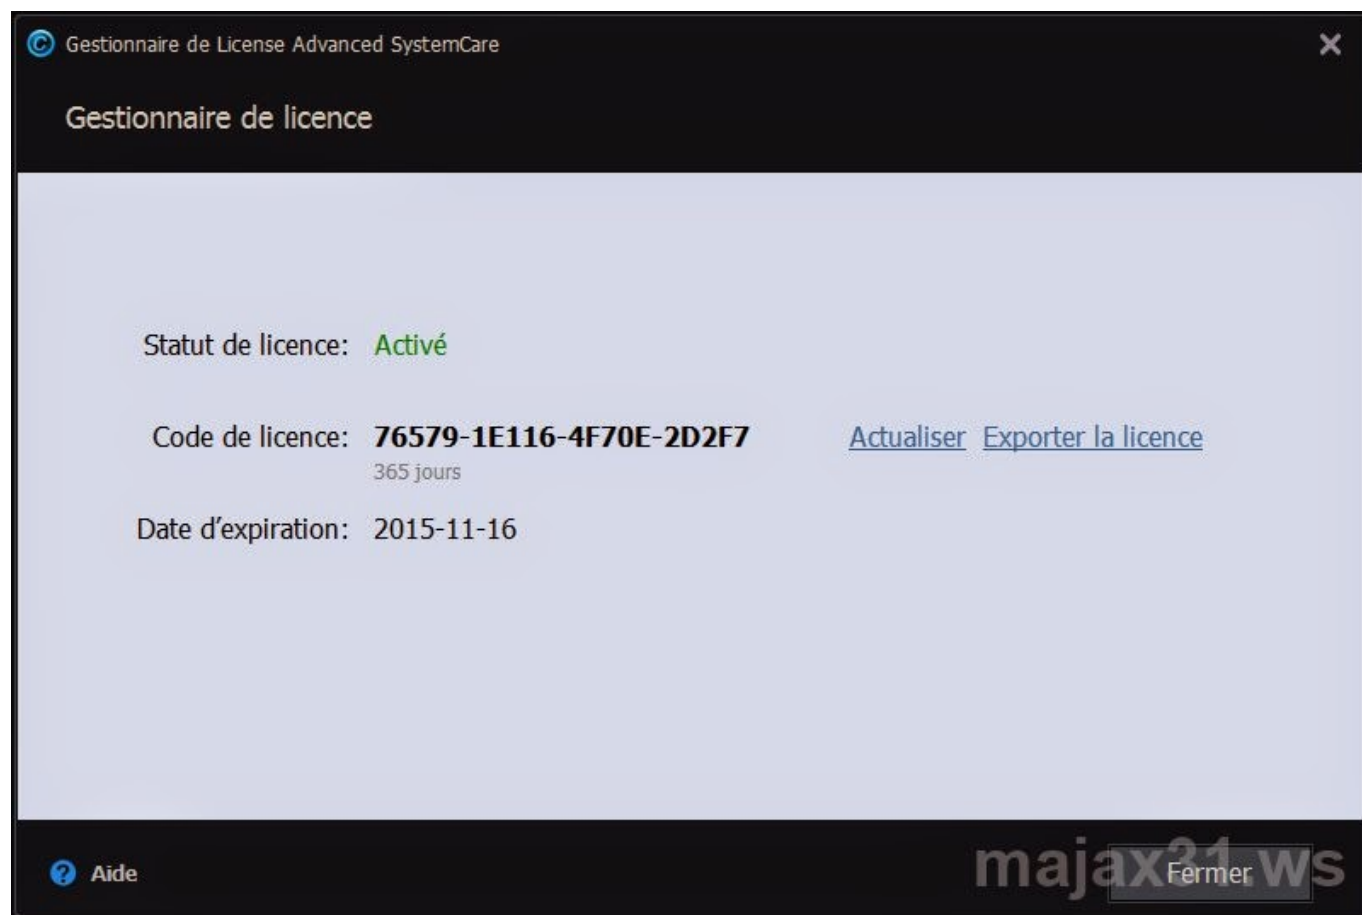 Gestionnaire de License Advanced SystemCare
Gestionnaire de licence
Statut de licence: Activé
Code de licence: 76579-1E116-4F70E-2D2F7 Actualiser Exporter la licence
365 jours
Date d'expiration: 2015-11-16
Aide
Fermer
majax31.ws